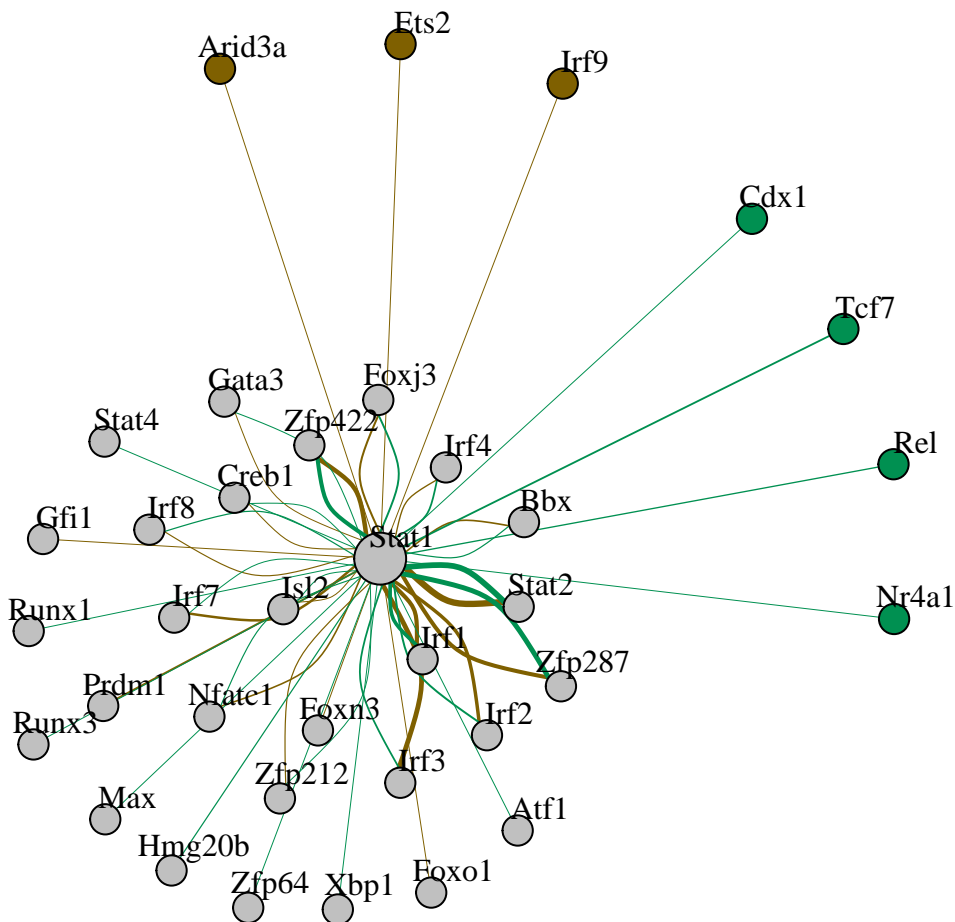 Ets2
Arid3a
Irf9
Cdx1
Tcf7
Foxj3
Gata3
Zfp422
Stat4
Irf4
Rel
Creb1
Bbx
Irf8
Gfi1
Stat1
Isl2
Stat2
Irf7
Nr4a1
Runx1
Irf1
Zfp287
Prdm1
Nfatc1
Foxn3
Irf2
Runx3
Irf3
Zfp212
Max
Atf1
Hmg20b
Foxo1
Zfp64
Xbp1